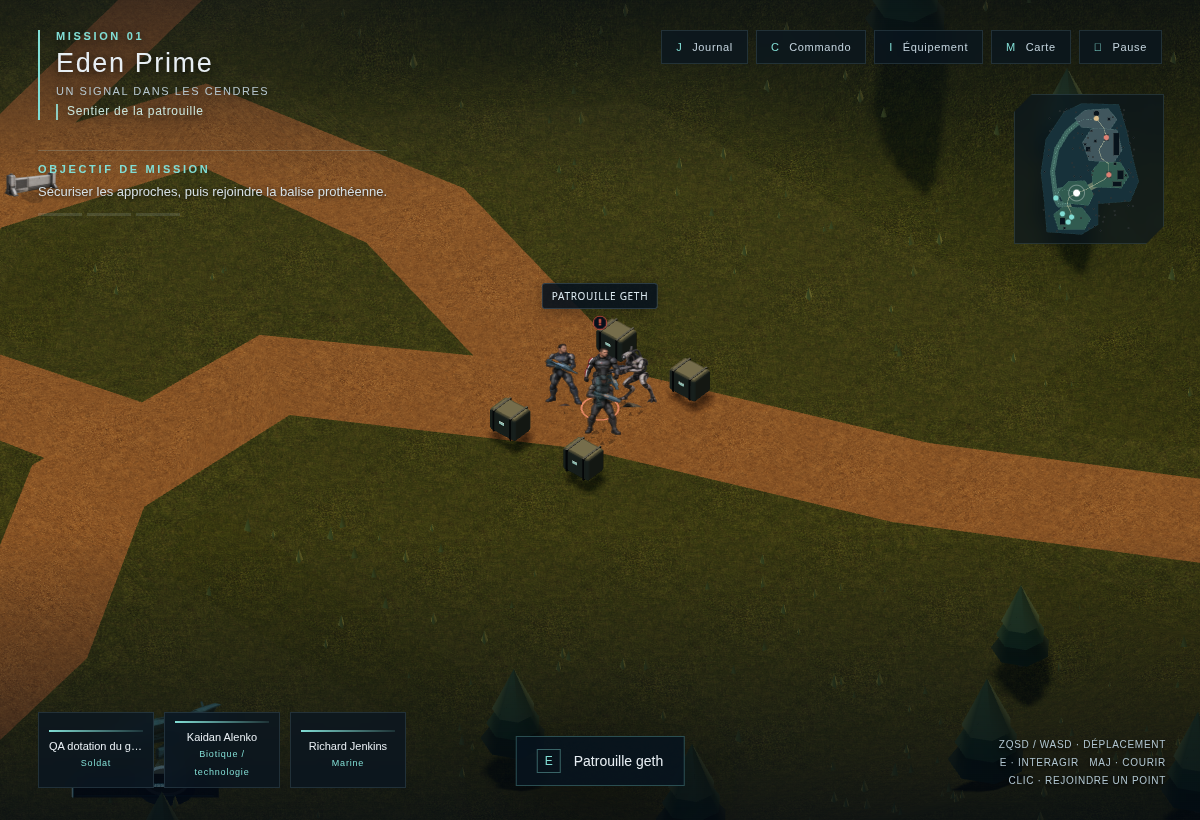 MISSION 01
Eden Prime
UN SIGNAL DANS LES CENDRES
Sentier de la patrouille
J Journal
C Commando
I Équipement
M Carte
Pause
OBJECTIF DE MISSION
Sécuriser les approches, puis rejoindre la balise prothéenne.
PATROUILLE GETH
!
QA dotation du g…
Soldat
Kaidan Alenko
Biotique /
technologie
Richard Jenkins
Marine
E Patrouille geth
ZQSD / WASD · DÉPLACEMENT
E · INTERAGIR MAJ · COURIR
CLIC · REJOINDRE UN POINT